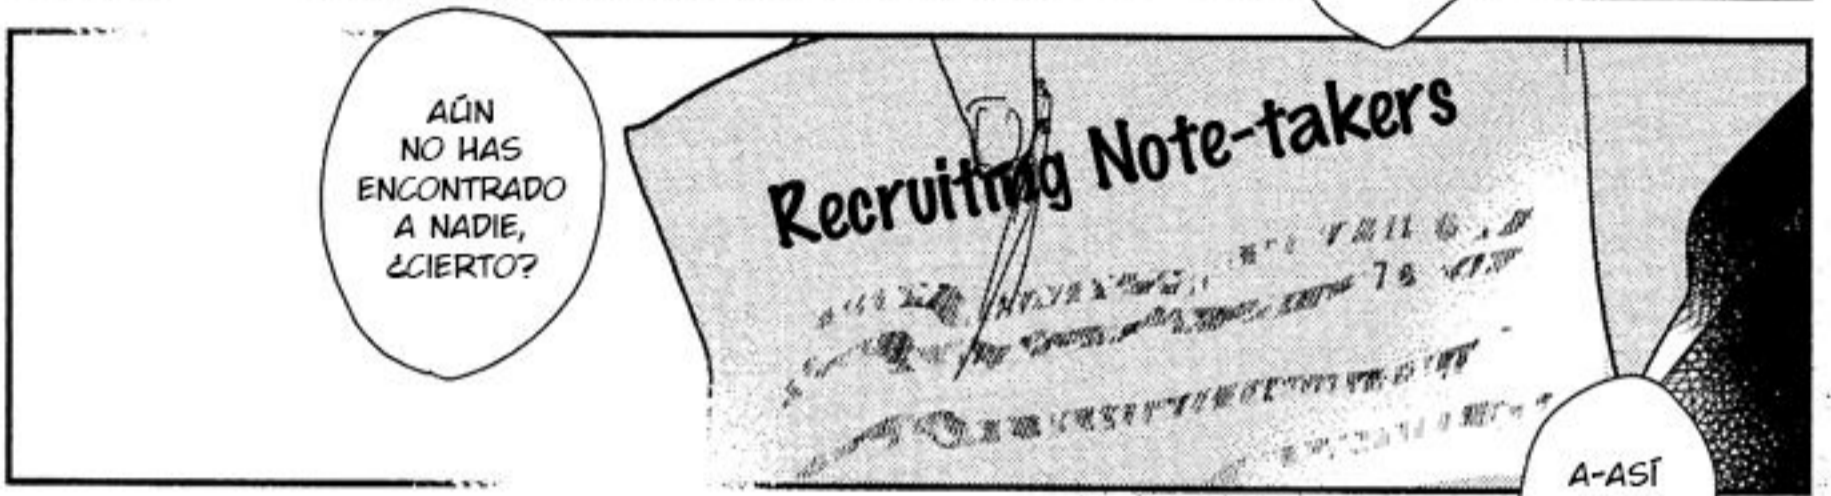 AÚN
NO HAS
ENCONTRADO
A NADIE,
¿CIERTO?
Recruiting Note-takers
A-ASÍ